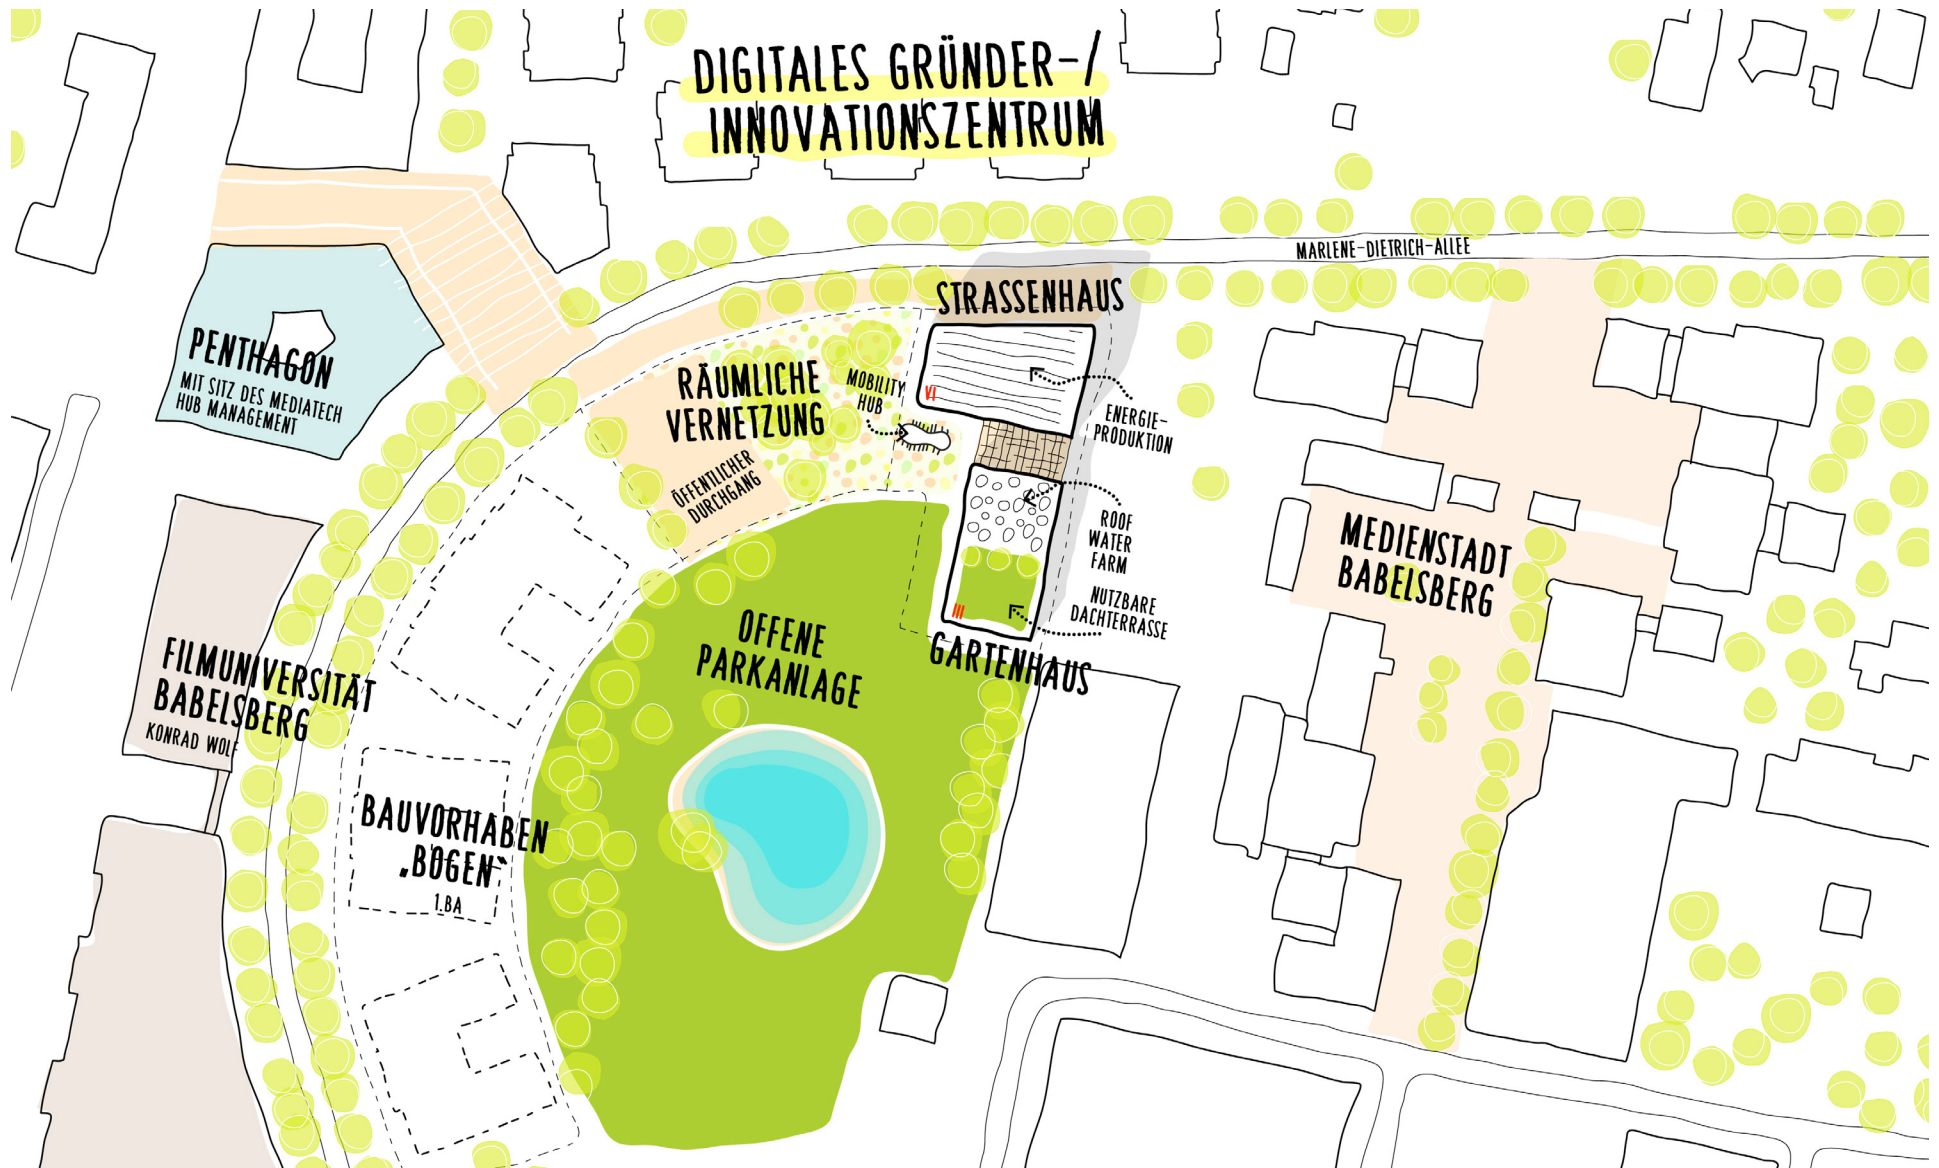 DIGITALES GRÜNDER-/
INNOVATIONSZENTRUM
MARLENE-DIETRICH-ALLEE
STRASSENHAUS
VI
ENERGIE-
PRODUKTION
PENTHAGON
MIT SITZ DES MEDIATECH
HUB MANAGEMENT
RÄUMLICHE
VERNETZUNG
MOBILITY
HUB
ÖFFENTLICHER
DURCHGANG
ROOF
WATER
FARM
NUTZBARE
DACHTERRASSE
III
GARTENHAUS
MEDIENSTADT
BABELSBERG
OFFENE
PARKANLAGE
FILMUNIVERSITÄT
BABELSBERG
KONRAD WOLF
BAUVORHABEN
„BOGEN“
1.BA